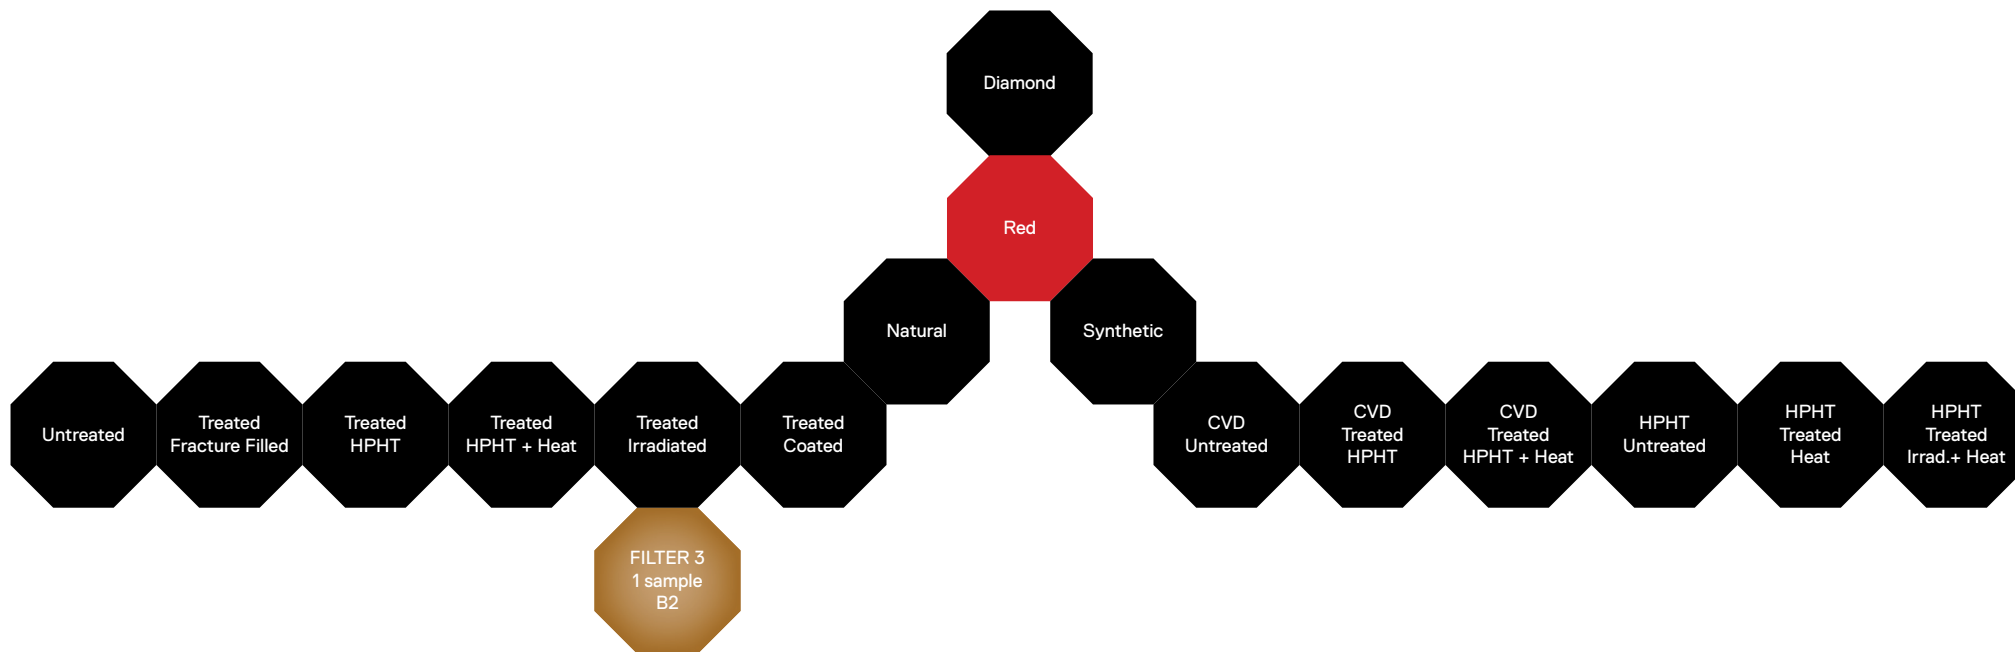 Diamond
Red
Natural
Synthetic
Untreated
Treated
Fracture Filled
Treated
HPHT
Treated
HPHT + Heat
Treated
Irradiated
Treated
Coated
CVD
Untreated
CVD
Treated
HPHT
CVD
Treated
HPHT + Heat
HPHT
Untreated
HPHT
Treated
Heat
HPHT
Treated
Irrad.+ Heat
FILTER 3
1 sample
B2